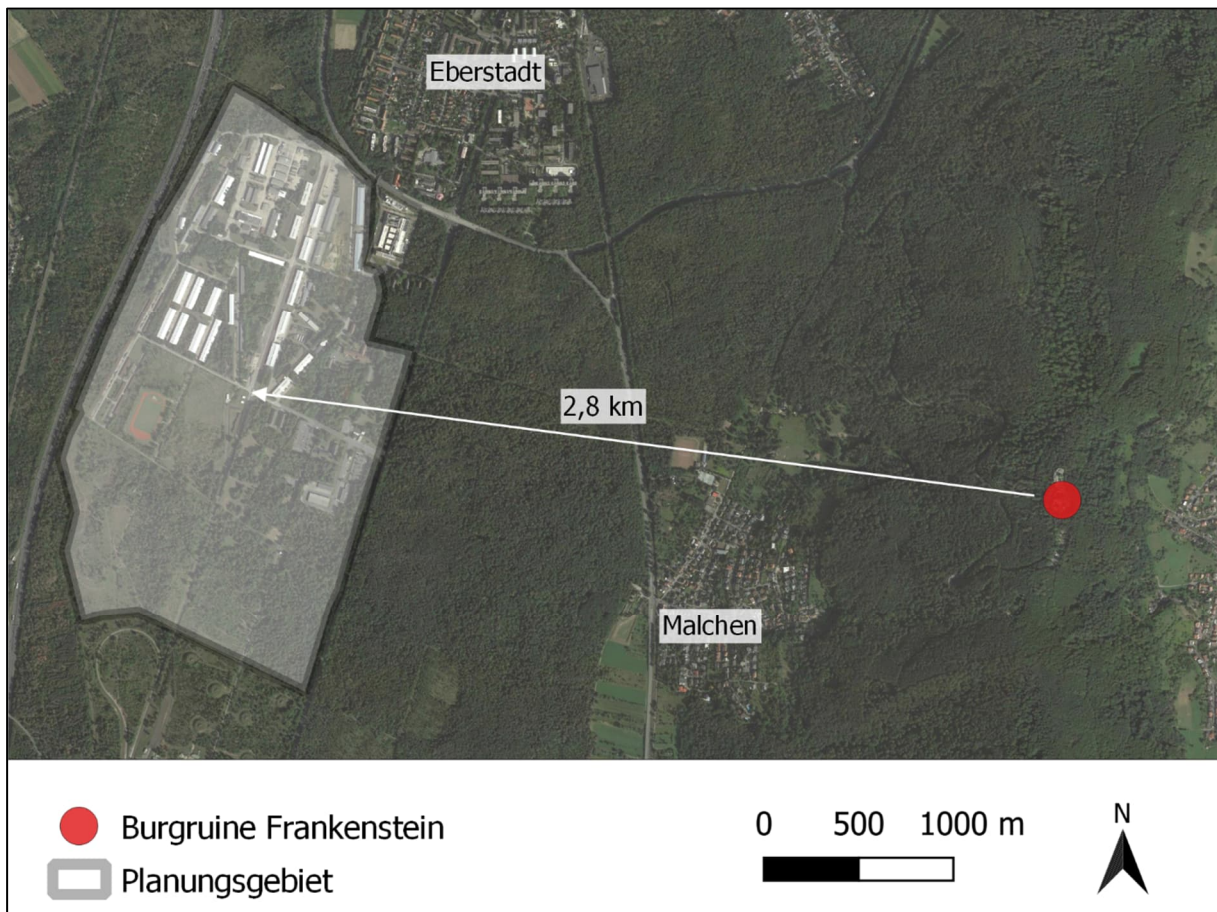 Eberstadt
2,8 km
Malchen
Burgruine Frankenstein
Planungsgebiet
0 500 1000 m
N